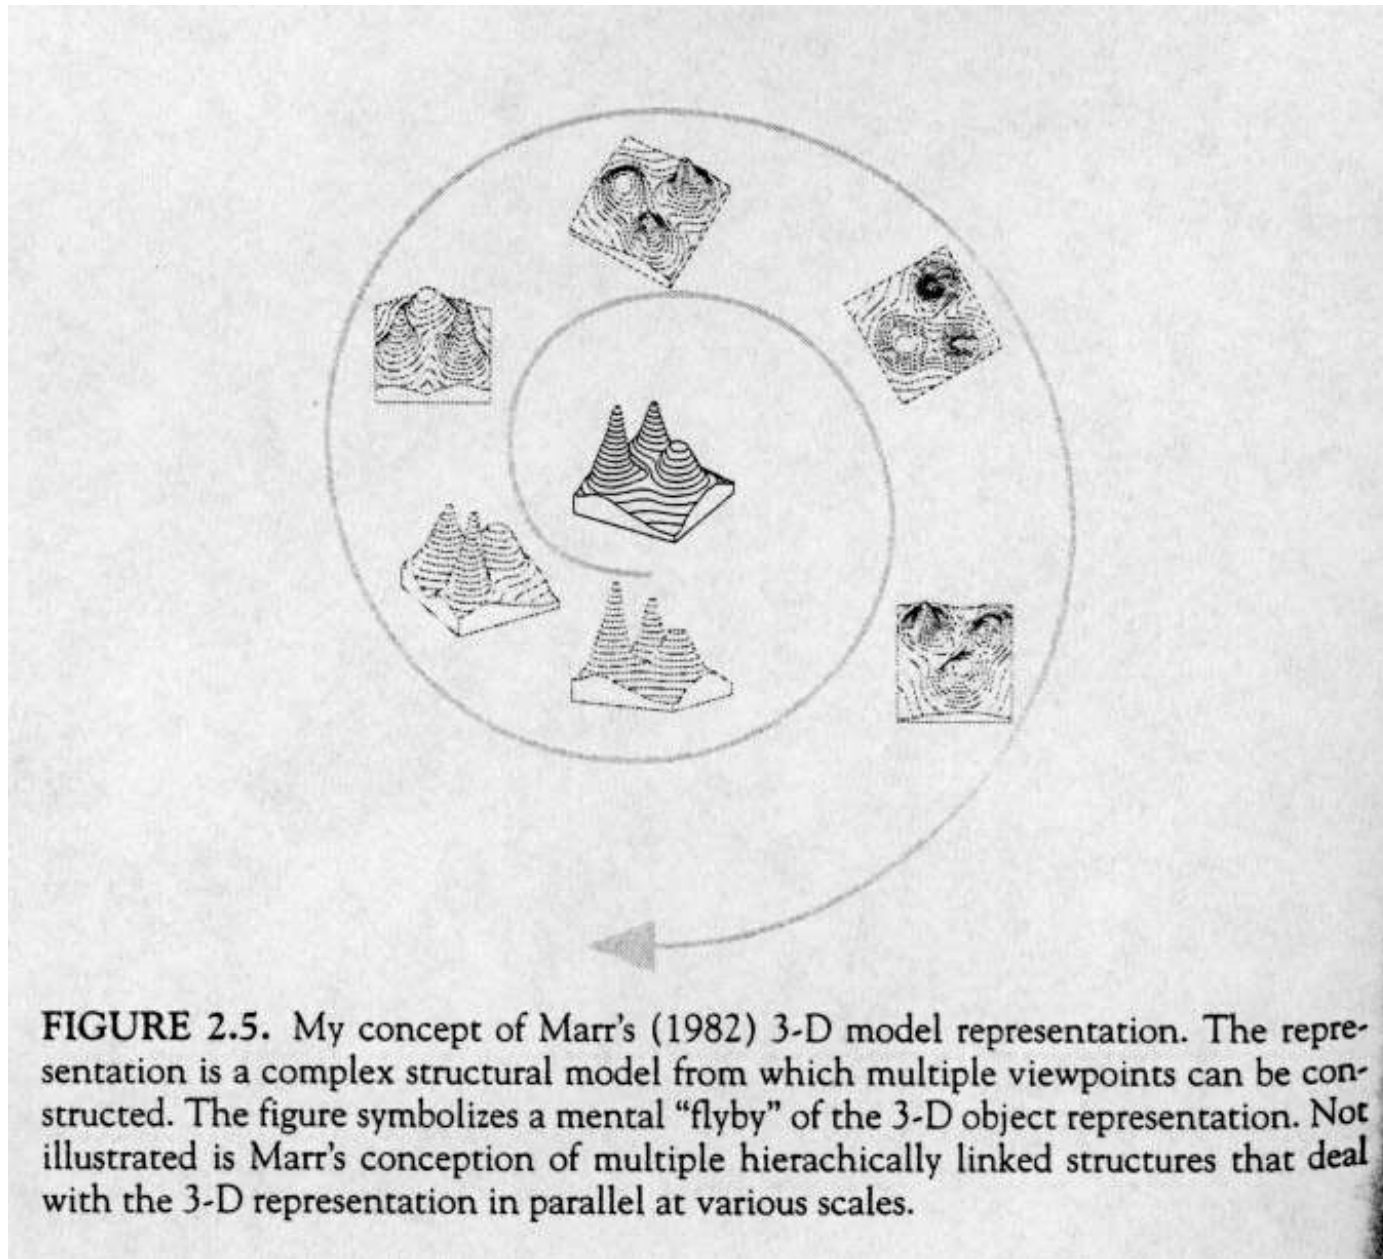 FIGURE 2.5. My concept of Marr's (1982) 3-D model representation. The repre-
sentation is a complex structural model from which multiple viewpoints can be con-
structed. The figure symbolizes a mental “flyby” of the 3-D object representation. Not
illustrated is Marr's conception of multiple hierachically linked structures that deal
with the 3-D representation in parallel at various scales.